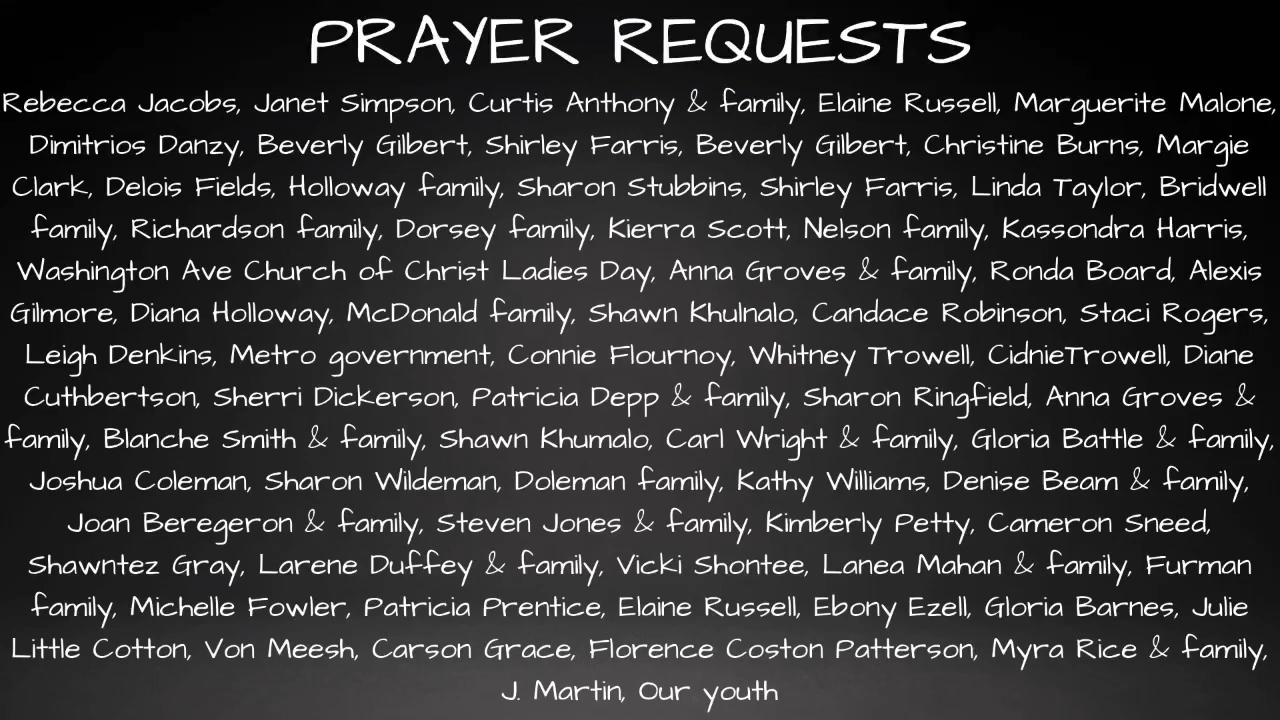 PRAYER REQUESTS
Rebecca Jacobs, Janet Simpson, Curtis Anthony & family, Elaine Russell, Marguerite Malone,
Dimitrios Danzy, Beverly Gilbert, Shirley Farris, Beverly Gilbert, Christine Burns, Margie
Clark, Delois Fields, Holloway family, Sharon Stubbins, Shirley Farris, Linda Taylor, Bridwell
family, Richardson family, Dorsey family, Kierra Scott, Nelson family, Kassondra Harris,
Washington Ave Church of Christ Ladies Day, Anna Groves & family, Ronda Board, Alexis
Gilmore, Diana Holloway, McDonald family, Shawn Khulnalo, Candace Robinson, Staci Rogers,
Leigh Denkins, Metro government, Connie Flournoy, Whitney Trowell, CidnieTrowell, Diane
Cuthbertson, Sherri Dickerson, Patricia Depp & family, Sharon Ringfield, Anna Groves &
family, Blanche Smith & family, Shawn Khumalo, Carl Wright & family, Gloria Battle & family,
Joshua Coleman, Sharon Wildeman, Doleman family, Kathy Williams, Denise Beam & family,
Joan Beregeron & family, Steven Jones & family, Kimberly Petty, Cameron Sneed,
Shawntez Gray, Larene Duffey & family, Vicki Shontee, Lanea Mahan & family, Furman
family, Michelle Fowler, Patricia Prentice, Elaine Russell, Ebony Ezell, Gloria Barnes, Julie
Little Cotton, Von Meesh, Carson Grace, Florence Coston Patterson, Myra Rice & family,
J. Martin, Our youth